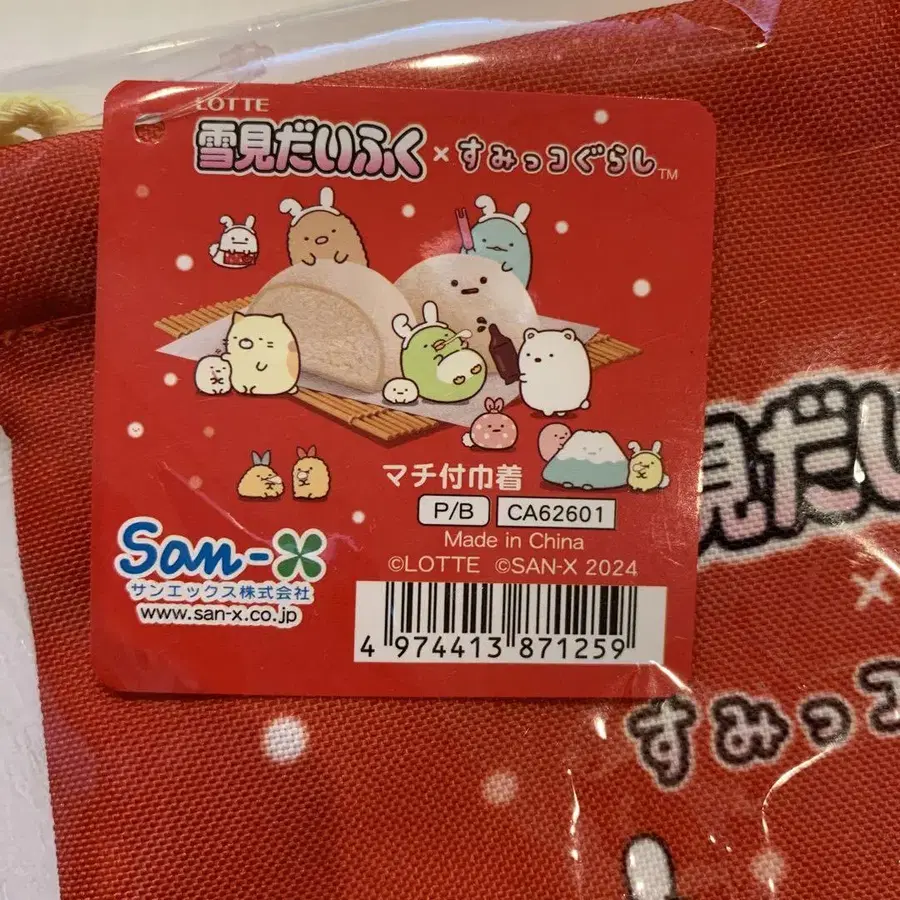 LOTTE
雪見だいふく × すみっコぐらし™
マチ付巾着
P/B CA62601
Made in China
©LOTTE ©SAN-X 2024
San-X
サンエックス株式会社
www.san-x.co.jp
4 974413 871259
見だい
×
すみっコ